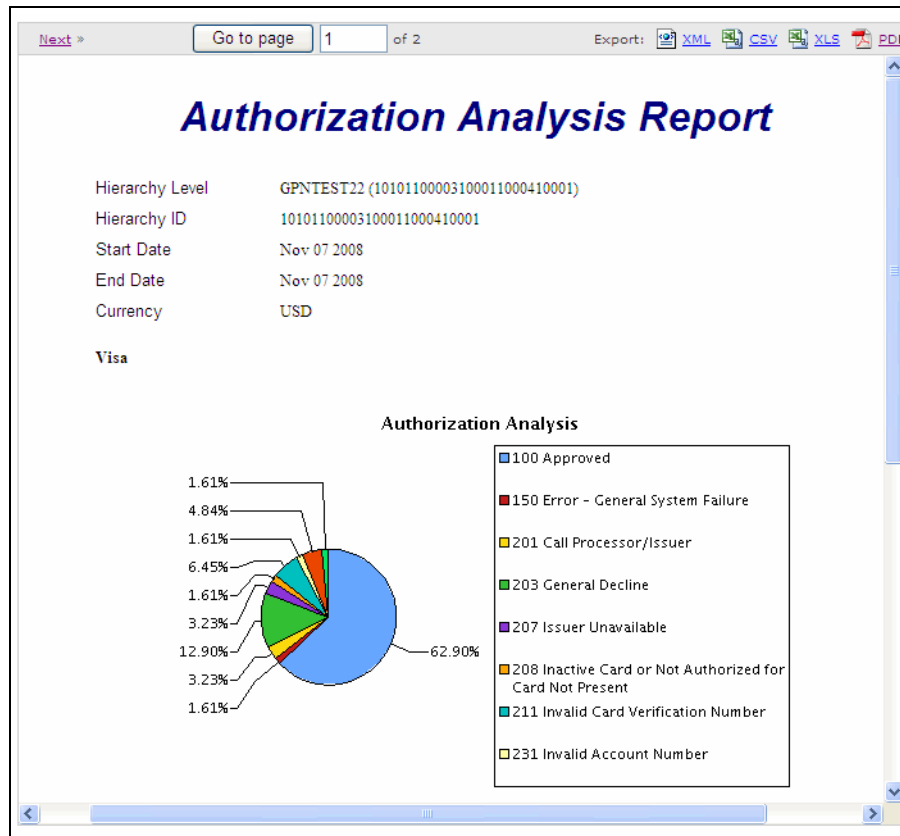 Next » Go to page 1 of 2 Export: XML CSV XLS PDF
Authorization Analysis Report
Hierarchy Level GPNTEST22 (10101100003100011000410001)
Hierarchy ID 10101100003100011000410001
Start Date Nov 07 2008
End Date Nov 07 2008
Currency USD
Visa
Authorization Analysis
1.61%
4.84%
1.61%
6.45%
1.61%
3.23%
12.90%
3.23%
1.61%
62.90%
100 Approved
150 Error - General System Failure
201 Call Processor/Issuer
203 General Decline
207 Issuer Unavailable
208 Inactive Card or Not Authorized for
Card Not Present
211 Invalid Card Verification Number
231 Invalid Account Number